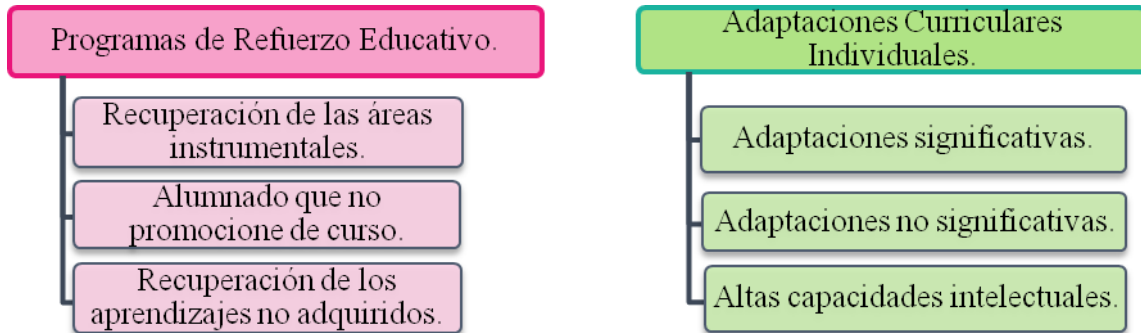 Programas de Refuerzo Educativo.
Recuperación de las áreas
instrumentales.
Alumnado que no
promocione de curso.
Recuperación de los
aprendizajes no adquiridos.
Adaptaciones Curriculares
Individuales.
Adaptaciones significativas.
Adaptaciones no significativas.
Altas capacidades intelectuales.